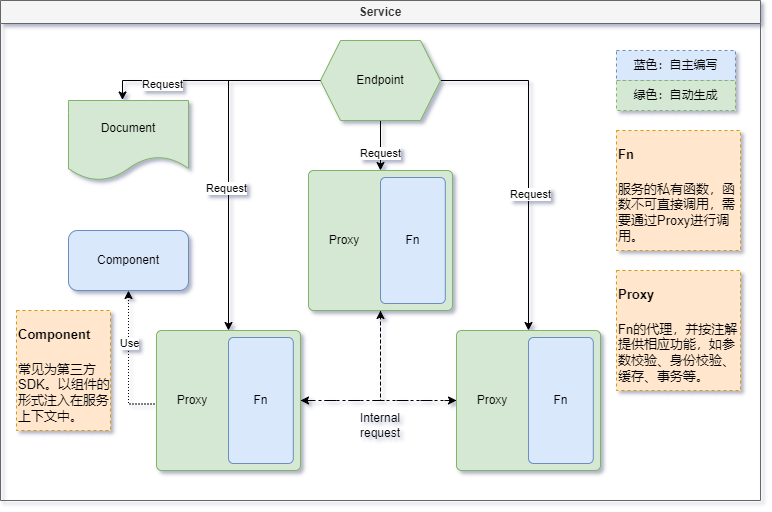 Service
Endpoint
蓝色：自主编写
绿色：自动生成
Request
Document
Request
Request
Request
Fn
服务的私有函数，函
数不可直接调用，需
要通过Proxy进行调
用。
Proxy
Fn
Component
Proxy
Fn的代理，并按注解
提供相应功能，如参
数校验、身份校验、
缓存、事务等。
Component
常见为第三方
SDK。以组件的
形式注入在服务
上下文中。
Use
Proxy
Fn
Internal
request
Proxy
Fn